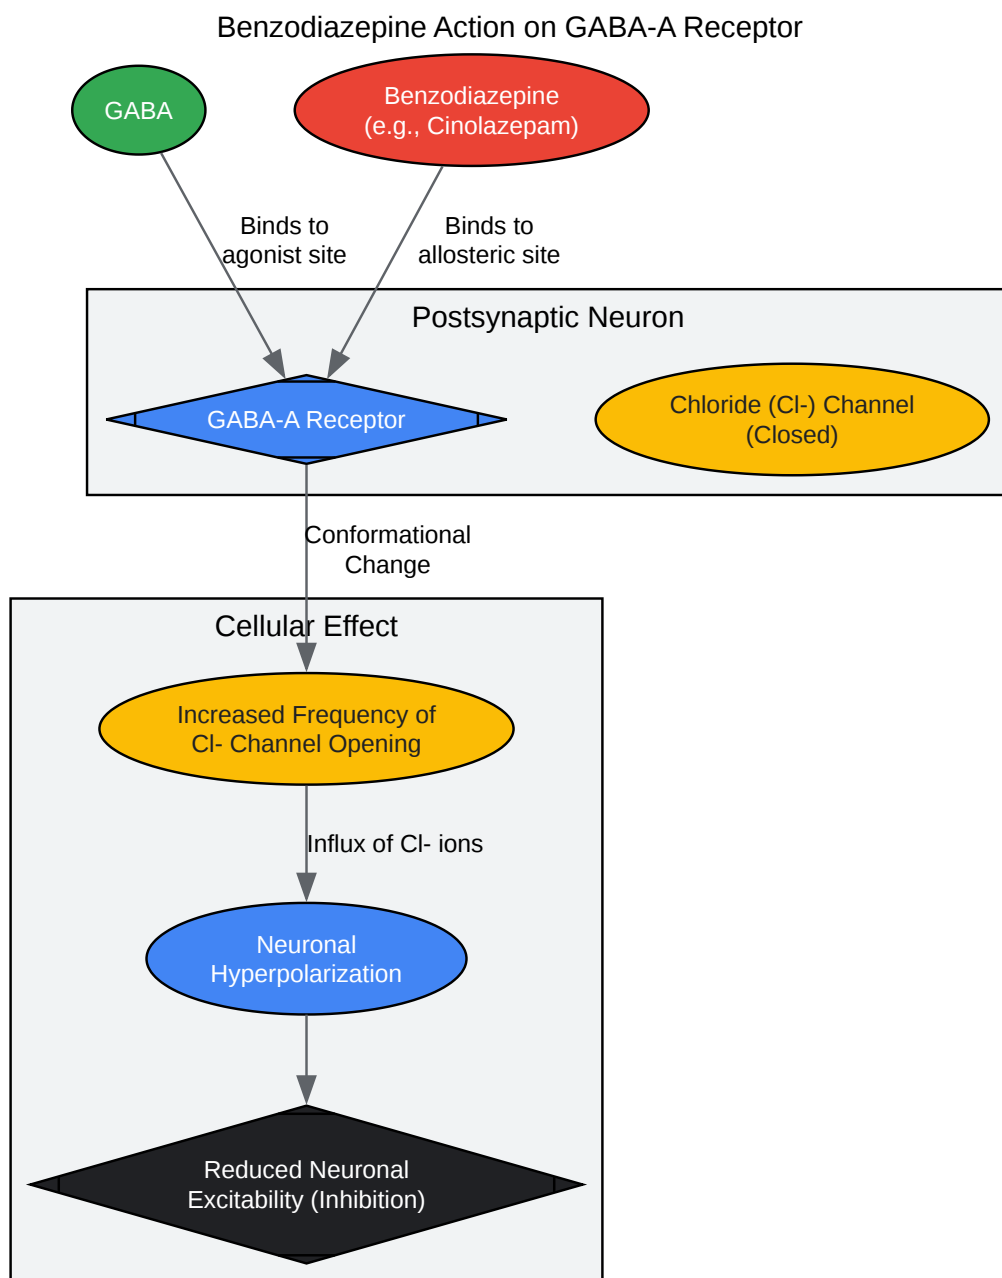 Benzodiazepine Action on GABA-A Receptor
GABA
Benzodiazepine
(e.g., Cinolazepam)
Binds to
agonist site
Binds to
allosteric site
Postsynaptic Neuron
GABA-A Receptor
Chloride (Cl-) Channel
(Closed)
Conformational
Change
Cellular Effect
Increased Frequency of
Cl- Channel Opening
Influx of Cl- ions
Neuronal
Hyperpolarization
Reduced Neuronal
Excitability (Inhibition)